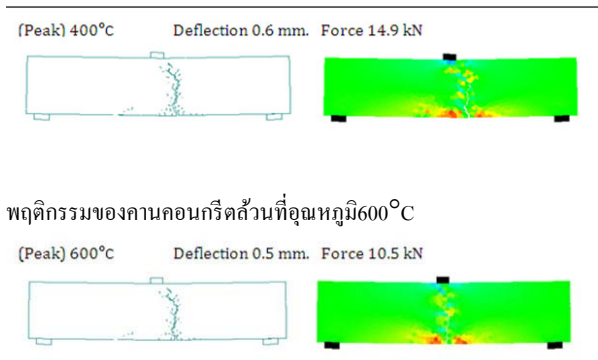 (Peak) 400°C Deflection 0.6 mm. Force 14.9 kN
พฤติกรรมของคานคอนกรีตล้วนที่อุณหภูมิ600°C
(Peak) 600°C Deflection 0.5 mm. Force 10.5 kN